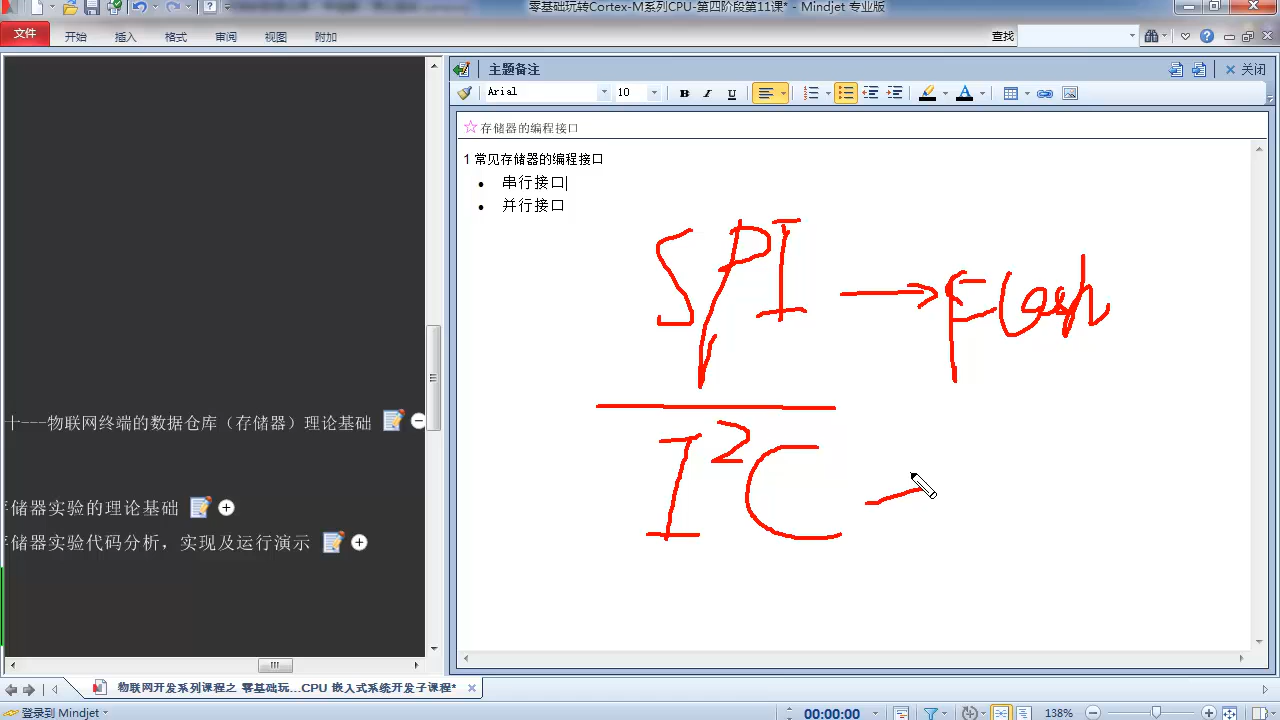 零基础玩转Cortex-M系列CPU-第四阶段第11课* - Mindjet 专业版
文件 开始 插入 格式 审阅 视图 附加 查找
主题备注 关闭
Arial 10 B I U
存储器的编程接口
1 常见存储器的编程接口
• 串行接口
• 并行接口
SPI → Flash
I²C
十---物联网终端的数据仓库（存储器）理论基础
储器实验的理论基础
储器实验代码分析，实现及运行演示
物联网开发系列课程之 零基础玩...CPU 嵌入式系统开发子课程*
登录到 Mindjet 00:00:00 138%